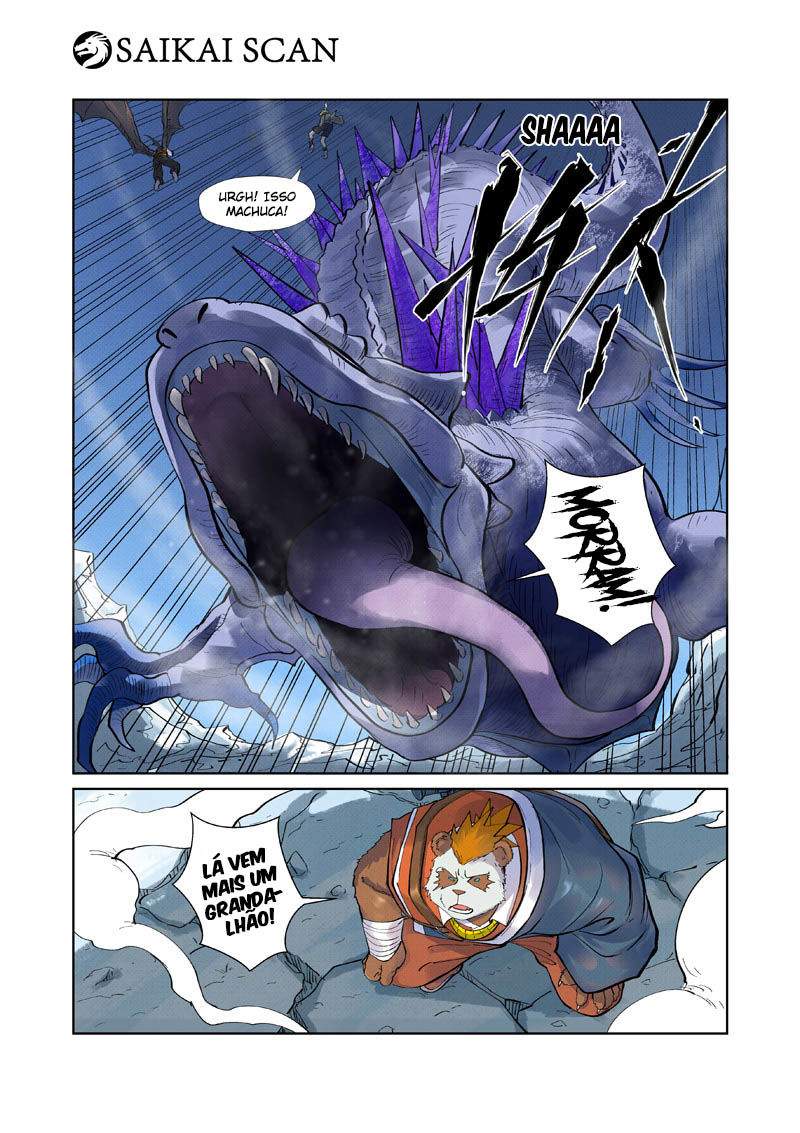 SAIKAI SCAN
SHAAAA
URGH! ISSO
MACHUCA!
MORRAM!
LÁ VEM
MAIS UM
GRANDA-
LHÃO!